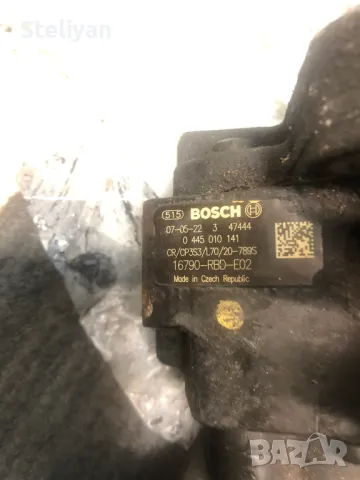 Steliyan
515 BOSCH
07-05-22 3 47444
0 445 010 141
CR/CP3S3/L70/20-789S
16790-RBD-E02
Made in Czech Republic
BAZAR